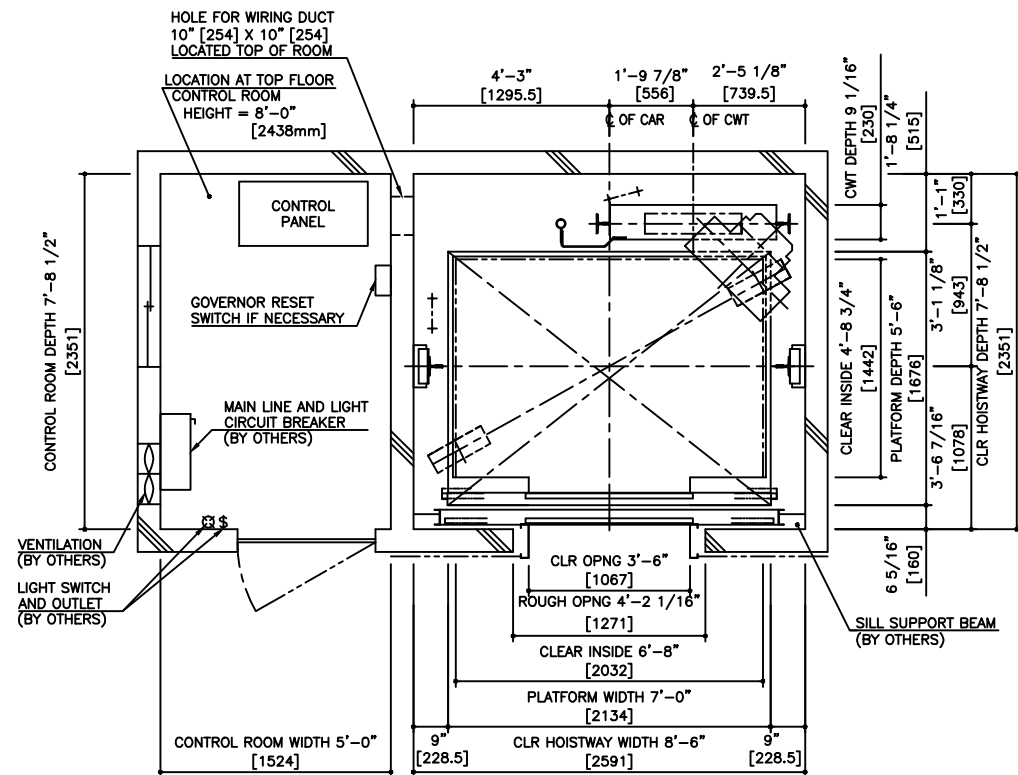 HOLE FOR WIRING DUCT
10" [254] X 10" [254]
LOCATED TOP OF ROOM
LOCATION AT TOP FLOOR
CONTROL ROOM
HEIGHT = 8'-0"
[2438mm]
4'-3"
[1295.5]
1'-9 7/8"
[556]
2'-5 1/8"
[739.5]
℄ OF CAR
℄ OF CWT
CWT DEPTH 9 1/16"
[230]
1'-8 1/4"
[515]
1'-1"
[330]
CONTROL
PANEL
CONTROL ROOM DEPTH 7'-8 1/2"
[2351]
GOVERNOR RESET
SWITCH IF NECESSARY
MAIN LINE AND LIGHT
CIRCUIT BREAKER
(BY OTHERS)
CLEAR INSIDE 4'-8 3/4"
[1442]
PLATFORM DEPTH 5'-6"
[1676]
3'-1 1/8"
[943]
3'-6 7/16"
[1078]
CLR HOISTWAY DEPTH 7'-8 1/2"
[2351]
6 5/16"
[160]
$
VENTILATION
(BY OTHERS)
LIGHT SWITCH
AND OUTLET
(BY OTHERS)
CLR OPNG 3'-6"
[1067]
ROUGH OPNG 4'-2 1/16"
[1271]
SILL SUPPORT BEAM
(BY OTHERS)
CLEAR INSIDE 6'-8"
[2032]
PLATFORM WIDTH 7'-0"
[2134]
CONTROL ROOM WIDTH 5'-0"
[1524]
9"
[228.5]
CLR HOISTWAY WIDTH 8'-6"
[2591]
9"
[228.5]